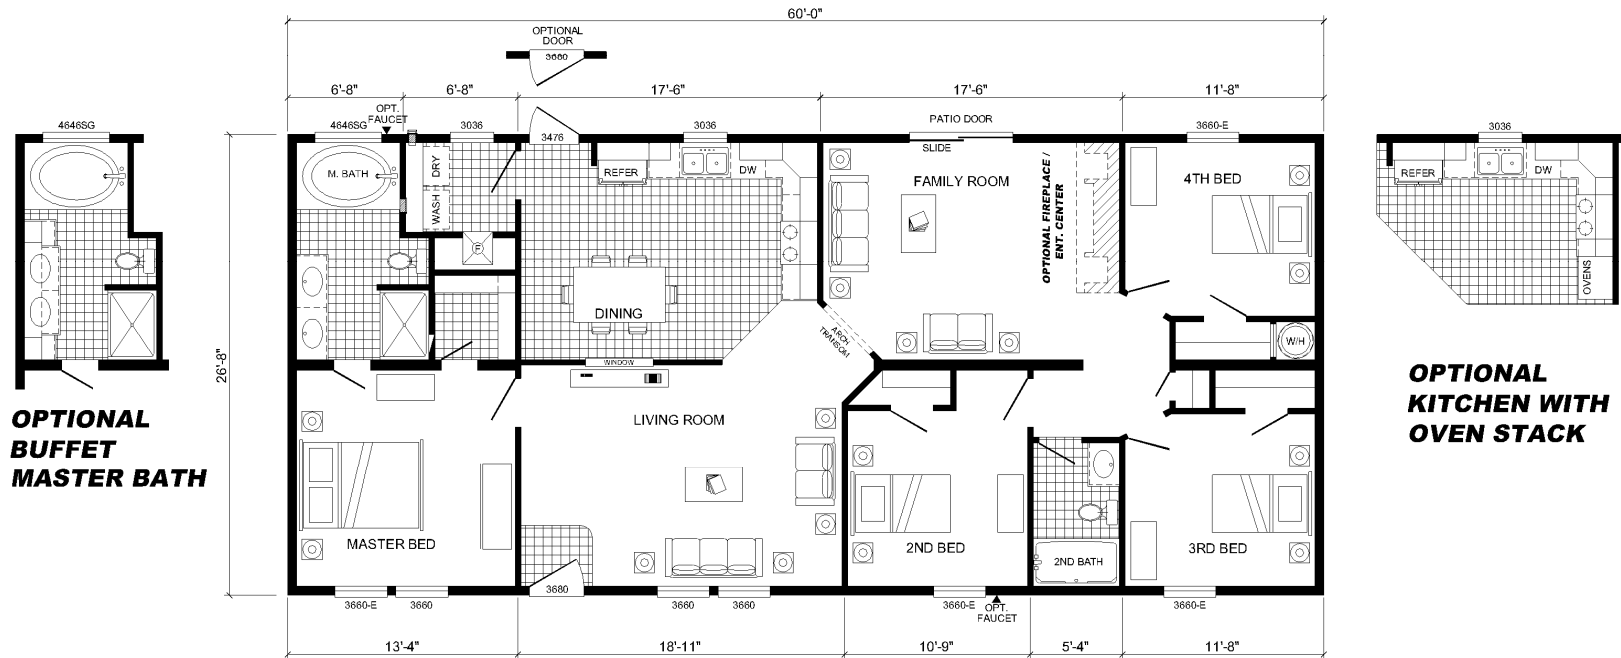 60'-0"
OPTIONAL
DOOR
3680
6'-8"
6'-8"
17'-6"
17'-6"
11'-8"
OPT.
FAUCET
4646SG
3036
3476
3036
PATIO DOOR
SLIDE
3660-E
4646SG
3036
M. BATH
DRY
WASH
F
REFER
DW
FAMILY ROOM
OPTIONAL FIREPLACE /
ENT. CENTER
4TH BED
REFER
DW
OVENS
DINING
ARCH
TRANSOM
W/H
WINDOW
26'-8"
OPTIONAL
BUFFET
MASTER BATH
LIVING ROOM
OPTIONAL
KITCHEN WITH
OVEN STACK
MASTER BED
2ND BED
2ND BATH
3RD BED
3680
3660-E
3660
3660
3660
3660-E
OPT.
FAUCET
3660-E
13'-4"
18'-11"
10'-9"
5'-4"
11'-8"